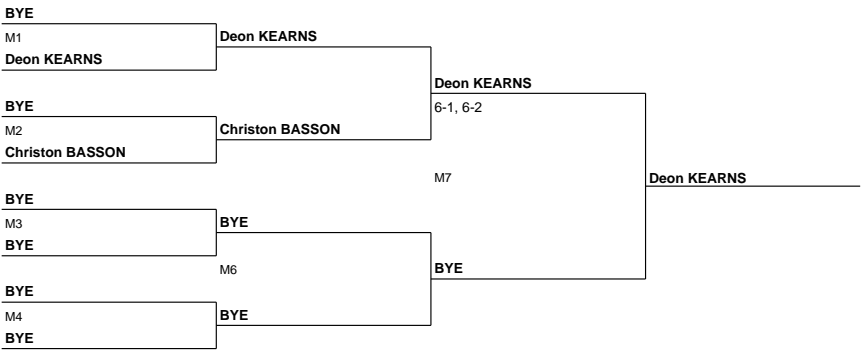 BYE
M1
Deon KEARNS
Deon KEARNS
BYE
M2
Christon BASSON
Christon BASSON
Deon KEARNS
6-1, 6-2
BYE
M3
BYE
BYE
M6
BYE
M4
BYE
BYE
BYE
M7
Deon KEARNS